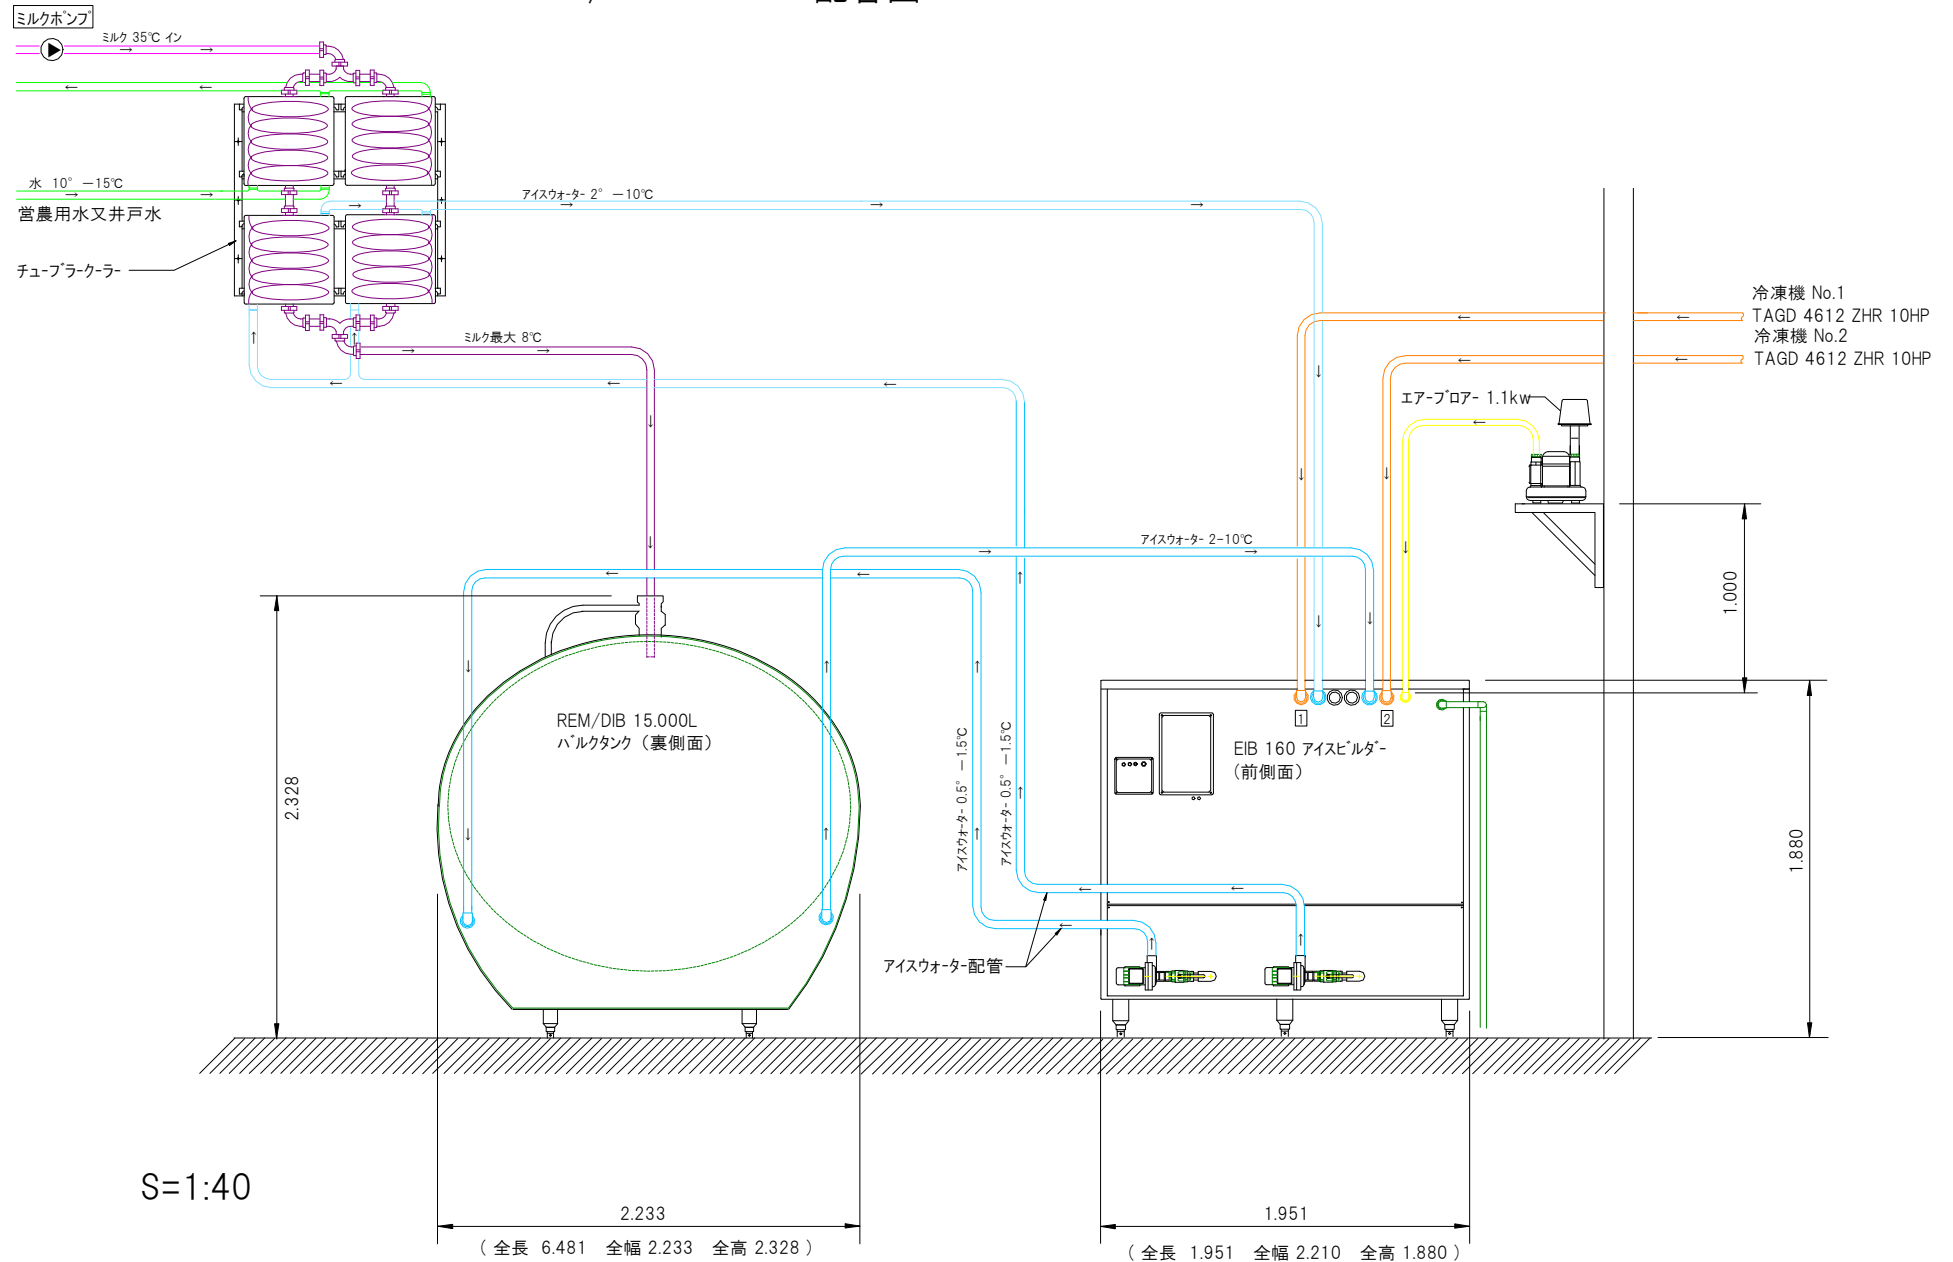 配管図
ミルクポンプ
ミルク 35℃ イン
水 10° −15℃
営農用水又井戸水
チューブラークーラー
アイスウォーター 2° −10℃
ミルク最大 8℃
冷凍機 No.1
TAGD 4612 ZHR 10HP
冷凍機 No.2
TAGD 4612 ZHR 10HP
エアーブロアー 1.1kw
アイスウォーター 2-10℃
1.000
REM/DIB 15.000L
バルクタンク（裏側面）
2.328
アイスウォーター 0.5° −1.5℃
アイスウォーター 0.5° −1.5℃
1
2
EIB 160 アイスビルダー
（前側面）
1.880
アイスウォーター配管
S=1:40
2.233
（ 全長 6.481 全幅 2.233 全高 2.328 ）
1.951
（ 全長 1.951 全幅 2.210 全高 1.880 ）